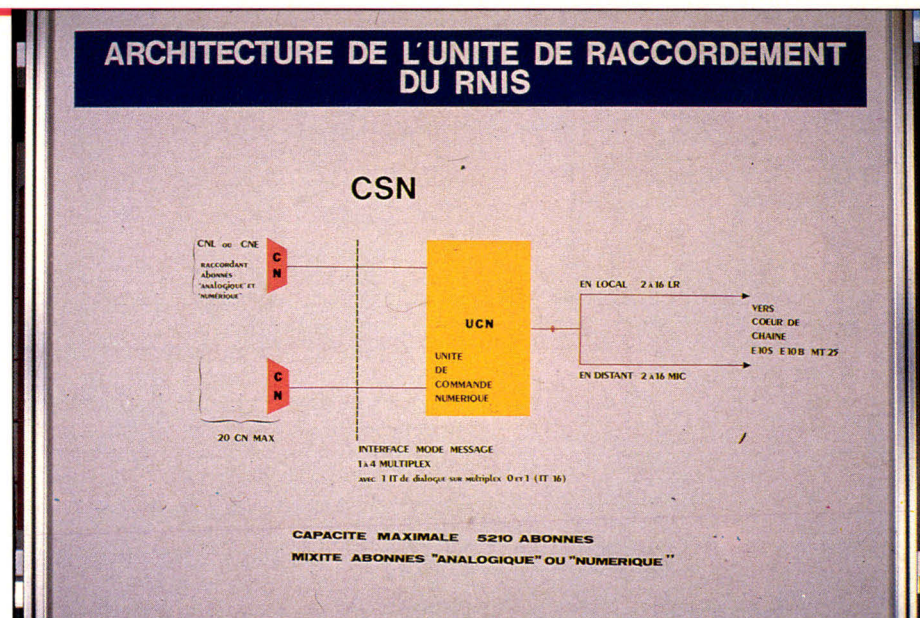 ARCHITECTURE DE L'UNITE DE RACCORDEMENT
DU RNIS
CSN
CNL ou CNE
RACCORDANT
ABONNÉS
"ANALOGIQUE" ET
"NUMÉRIQUE"
C
N
C
N
20 CN MAX
UCN
UNITE
DE
COMMANDE
NUMERIQUE
INTERFACE MODE MESSAGE
1 à 4 MULTIPLEX
AVEC 1 IT de dialogue sur multiplex 0 et 1 (IT 16)
EN LOCAL 2 à 16 LR
EN DISTANT 2 à 16 MIC
VERS
COEUR DE
CHAINE
E10S E10B MT25
CAPACITE MAXIMALE 5210 ABONNES
MIXITE ABONNES "ANALOGIQUE" OU "NUMERIQUE"